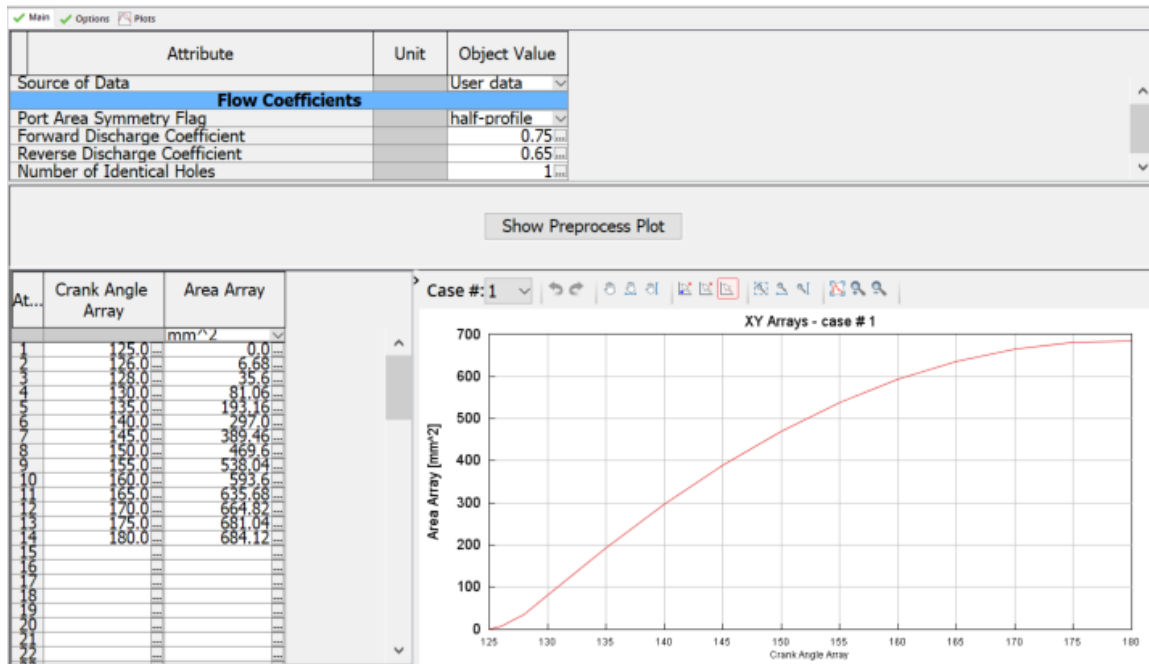 Main Options Plots
Attribute Unit Object Value
Source of Data User data
Flow Coefficients
Port Area Symmetry Flag half-profile
Forward Discharge Coefficient 0.75...
Reverse Discharge Coefficient 0.65...
Number of Identical Holes 1...
Show Preprocess Plot
At... Crank Angle Array Area Array
mm^2
1 125.0... 0.0...
2 126.0... 6.68...
3 128.0... 35.6...
4 130.0... 81.06...
5 135.0... 193.16...
6 140.0... 297.0...
7 145.0... 389.46...
8 150.0... 469.6...
9 155.0... 538.04...
10 160.0... 593.6...
11 165.0... 635.68...
12 170.0... 664.82...
13 175.0... 681.04...
14 180.0... 684.12...
15 ... ...
16 ... ...
17 ... ...
18 ... ...
19 ... ...
20 ... ...
21 ... ...
22 ... ...
Case #: 1
XY Arrays - case # 1
Area Array [mm^2]
700
600
500
400
300
200
100
0
125 130 135 140 145 150 155 160 165 170 175 180
Crank Angle Array